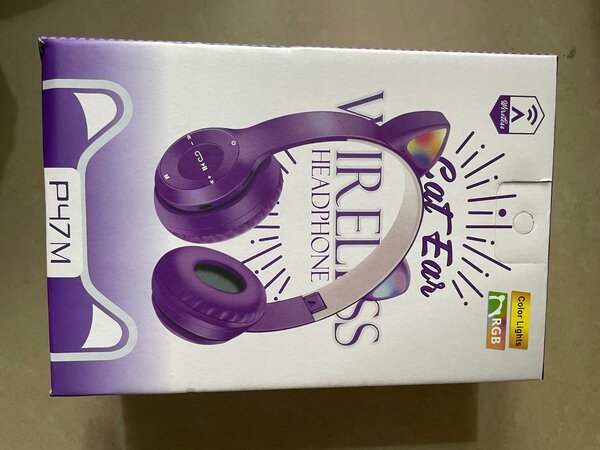 Wireless
Cat Ear
WIRELESS
HEADPHONE
Color Lights
RGB
P47M
M